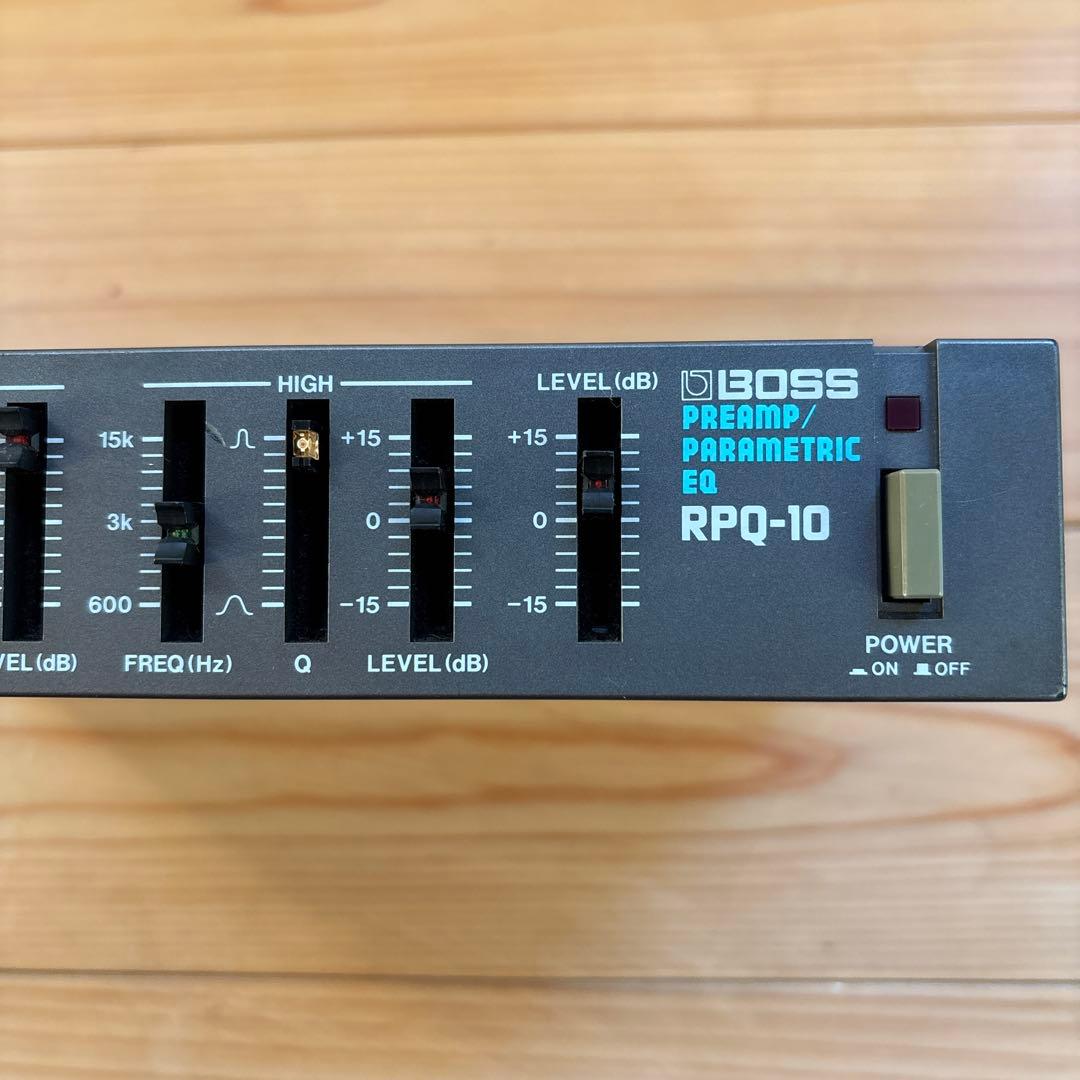 HIGH
LEVEL(dB)
BOSS
PREAMP/
PARAMETRIC
EQ
RPQ-10
15k
3k
600
+15
0
-15
+15
0
-15
VEL(dB)
FREQ(Hz)
Q
LEVEL(dB)
POWER
ON OFF